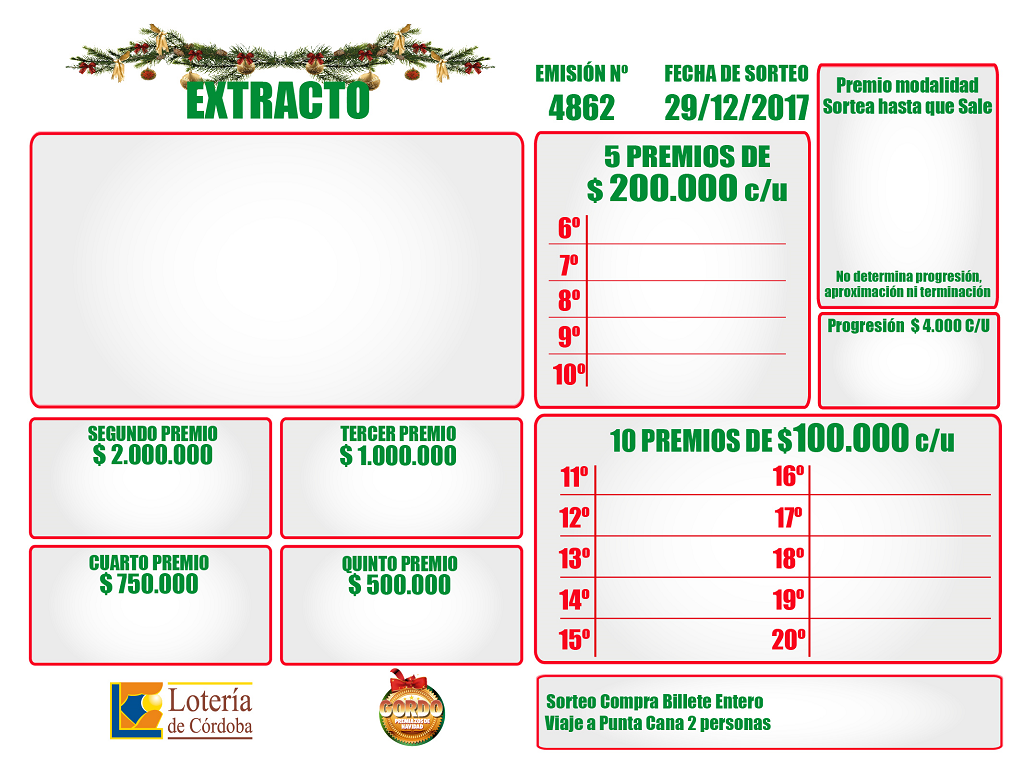 EXTRACTO
EMISIÓN Nº
4862
FECHA DE SORTEO
29/12/2017
Premio modalidad
Sortea hasta que Sale
No determina progresión,
aproximación ni terminación
5 PREMIOS DE
$ 200.000 c/u
6º
7º
8º
9º
10º
Progresión $ 4.000 C/U
SEGUNDO PREMIO
$ 2.000.000
TERCER PREMIO
$ 1.000.000
CUARTO PREMIO
$ 750.000
QUINTO PREMIO
$ 500.000
10 PREMIOS DE $100.000 c/u
11º
12º
13º
14º
15º
16º
17º
18º
19º
20º
Lotería
de Córdoba
GORDO
PREMIAZOS DE
NAVIDAD
Sorteo Compra Billete Entero
Viaje a Punta Cana 2 personas